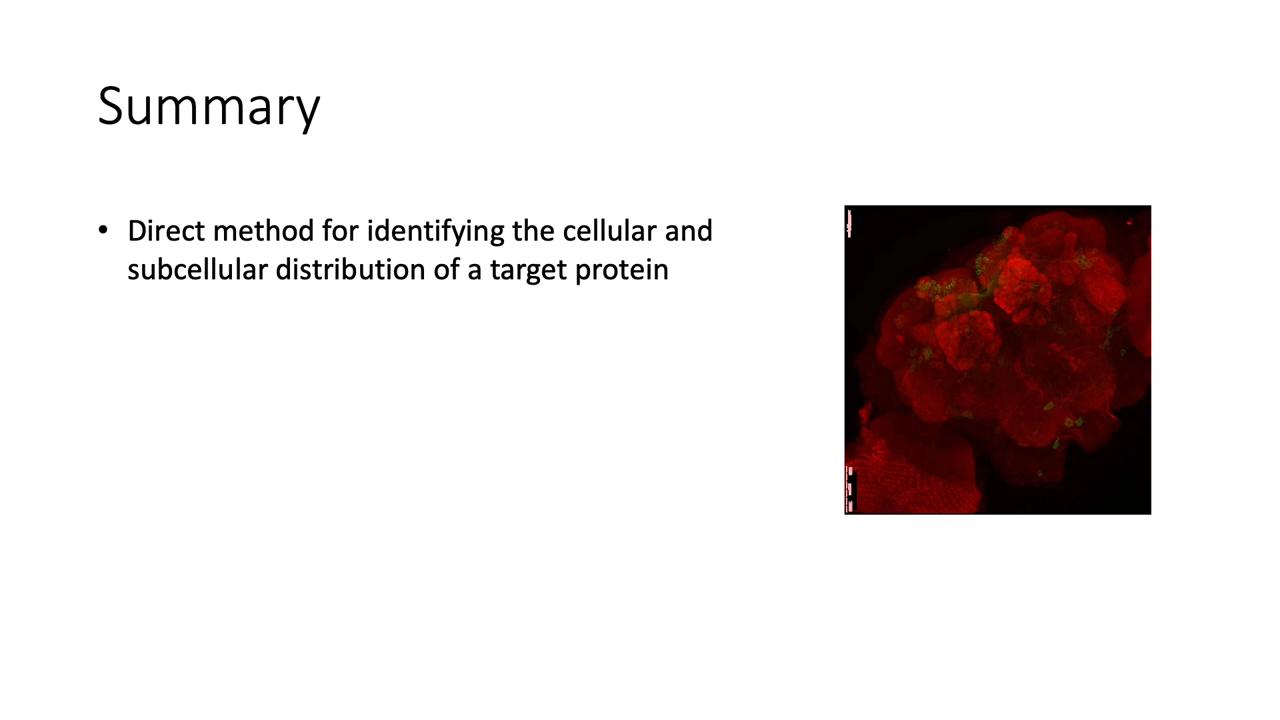 Summary
• Direct method for identifying the cellular and
subcellular distribution of a target protein